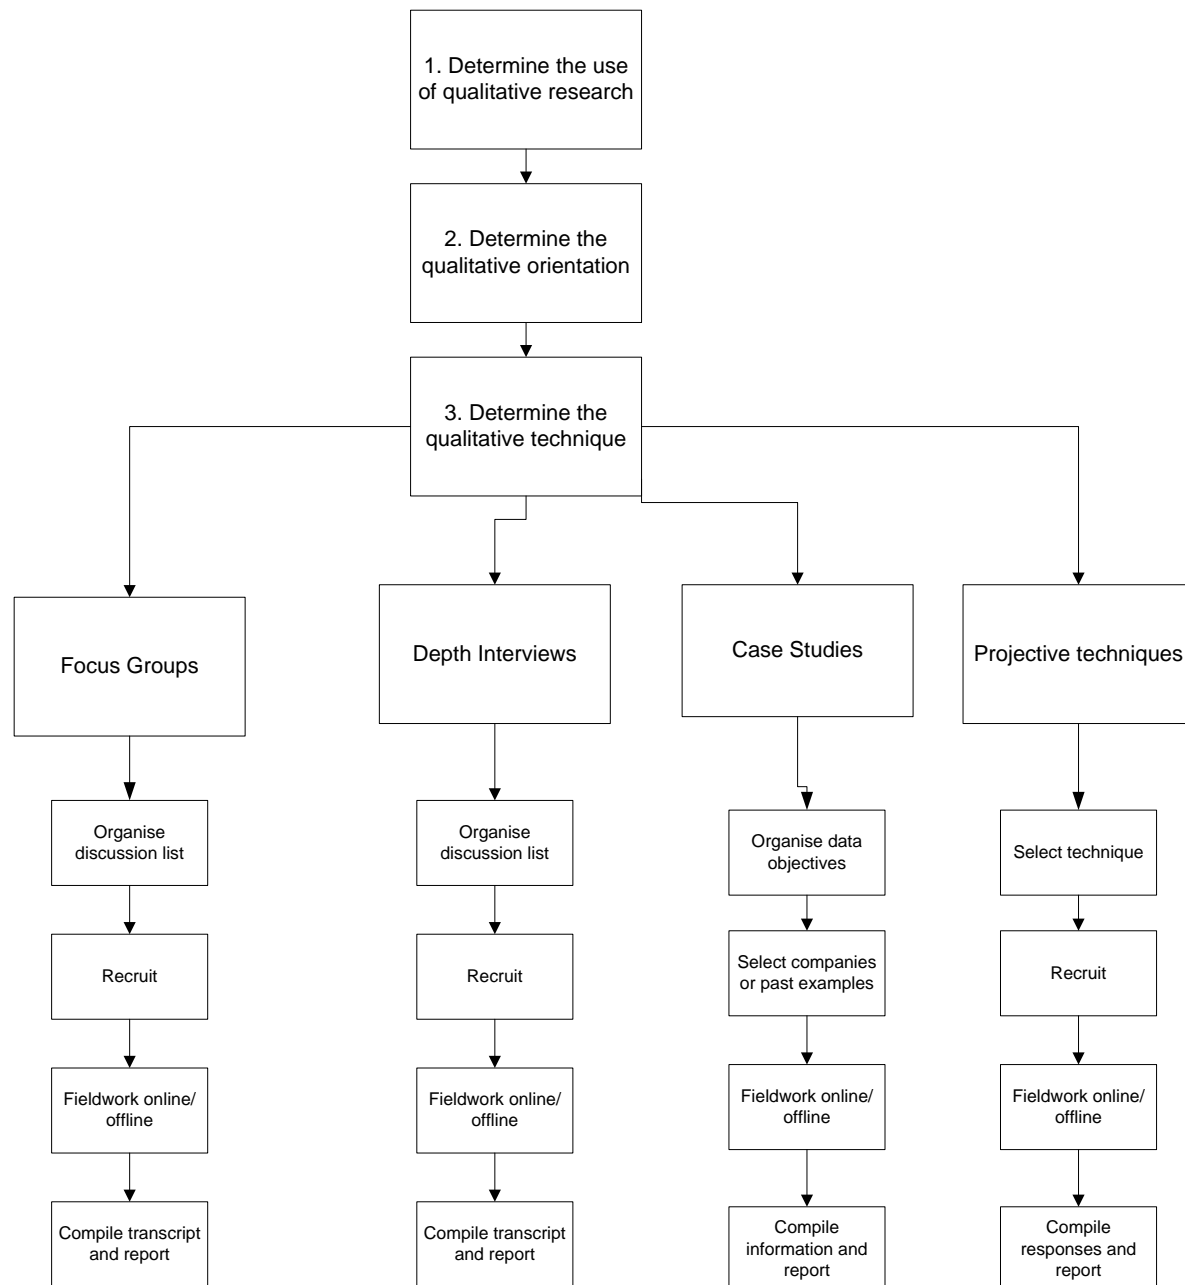 1. Determine the use
of qualitative research
2. Determine the
qualitative orientation
3. Determine the
qualitative technique
Focus Groups
Depth Interviews
Case Studies
Projective techniques
Organise
discussion list
Organise
discussion list
Organise data
objectives
Select technique
Recruit
Recruit
Select companies
or past examples
Recruit
Fieldwork online/
offline
Fieldwork online/
offline
Fieldwork online/
offline
Fieldwork online/
offline
Compile transcript
and report
Compile transcript
and report
Compile
information and
report
Compile
responses and
report